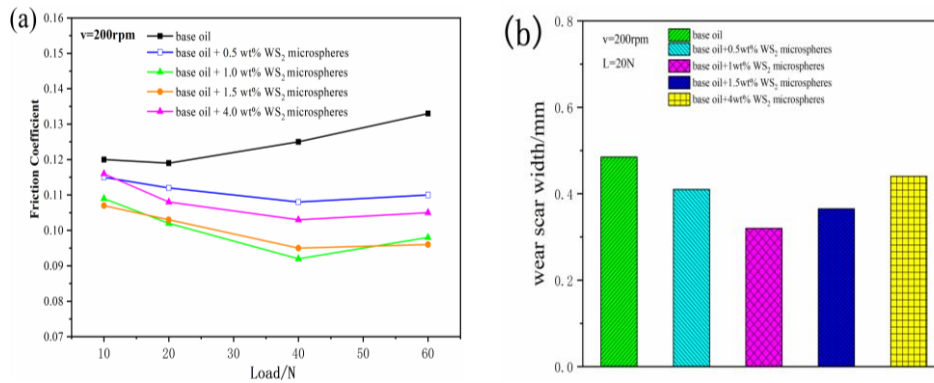 (a)
v=200rpm
base oil
base oil + 0.5 wt% WS₂ microspheres
base oil + 1.0 wt% WS₂ microspheres
base oil + 1.5 wt% WS₂ microspheres
base oil + 4.0 wt% WS₂ microspheres
Friction Coefficient
0.16
0.15
0.14
0.13
0.12
0.11
0.10
0.09
0.08
0.07
10 20 30 40 50 60
Load/N
(b)
v=200rpm
L=20N
base oil
base oil+0.5wt% WS₂ microspheres
base oil+1wt% WS₂ microspheres
base oil+1.5wt% WS₂ microspheres
base oil+4wt% WS₂ microspheres
wear scar width/mm
0.8
0.6
0.4
0.2
0.0